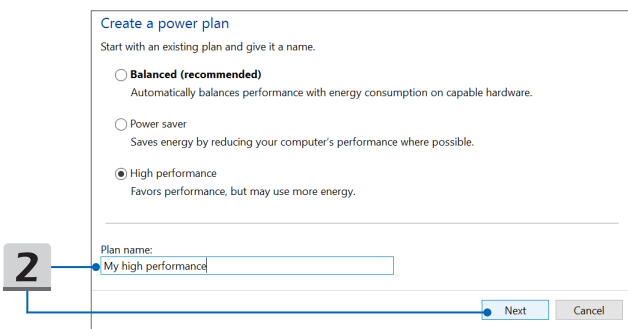 Create a power plan
Start with an existing plan and give it a name.
Balanced (recommended)
Automatically balances performance with energy consumption on capable hardware.
Power saver
Saves energy by reducing your computer's performance where possible.
High performance
Favors performance, but may use more energy.
Plan name:
My high performance
2
Next Cancel